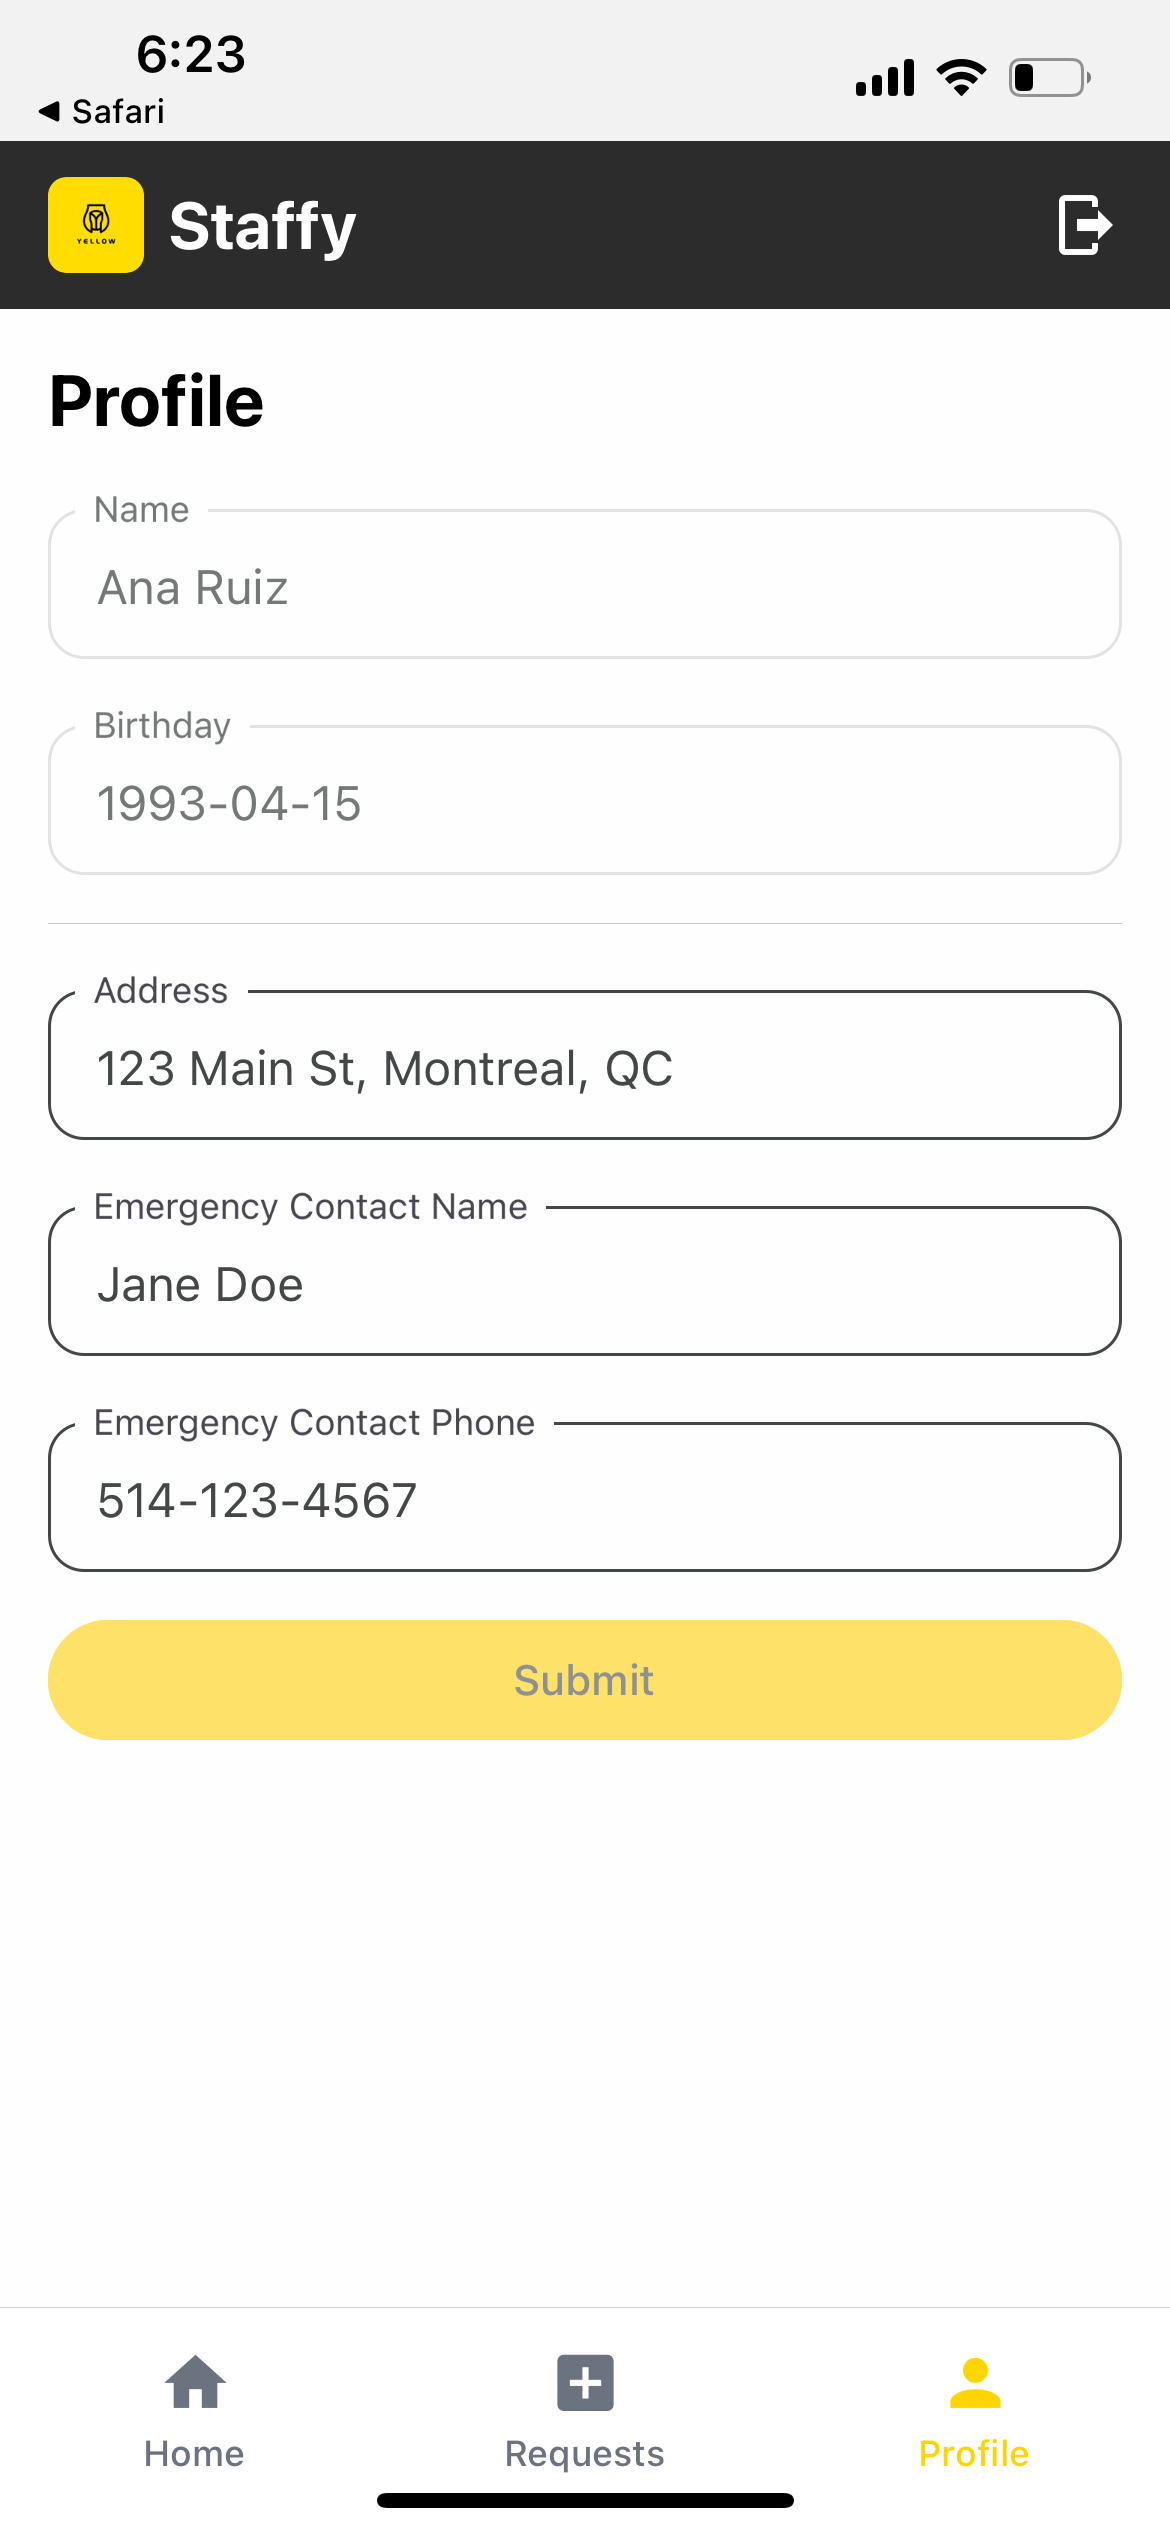 6:23
◀ Safari
YELLOW
Staffy
Profile
Name
Ana Ruiz
Birthday
1993-04-15
Address
123 Main St, Montreal, QC
Emergency Contact Name
Jane Doe
Emergency Contact Phone
514-123-4567
Submit
Home
Requests
Profile